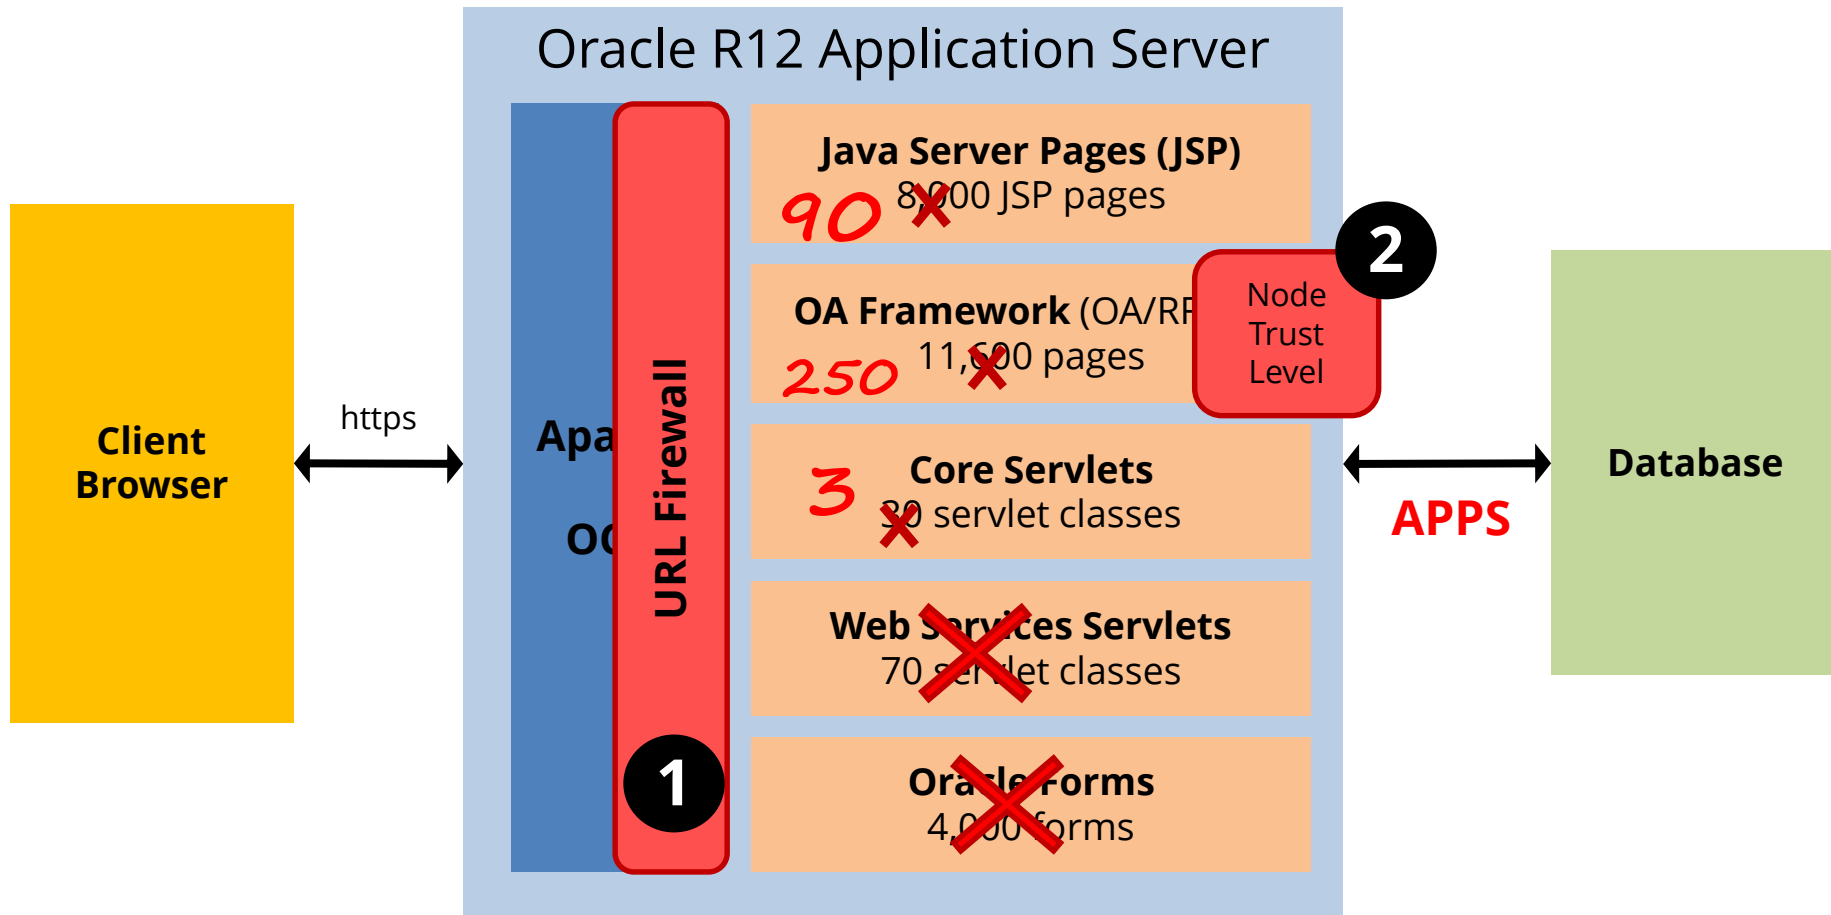 Oracle R12 Application Server
Client
Browser
https
Apa
OC
URL Firewall
1
Java Server Pages (JSP)
8,000 JSP pages
90
OA Framework (OA/RF
11,600 pages
250
Node
Trust
Level
2
Core Servlets
30 servlet classes
3
Web Services Servlets
70 servlet classes
Oracle Forms
4,000 forms
APPS
Database